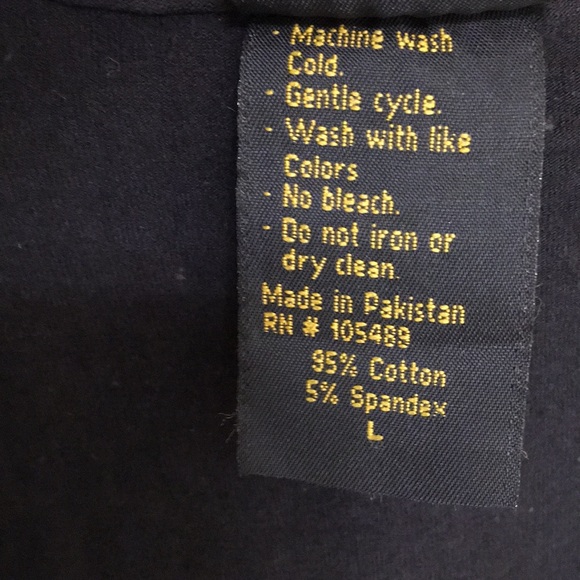 - Machine wash
Cold.
- Gentle cycle.
- Wash with like
Colors
- No bleach.
- Do not iron or
dry clean.
Made in Pakistan
RN # 105489
95% Cotton
5% Spandex
L